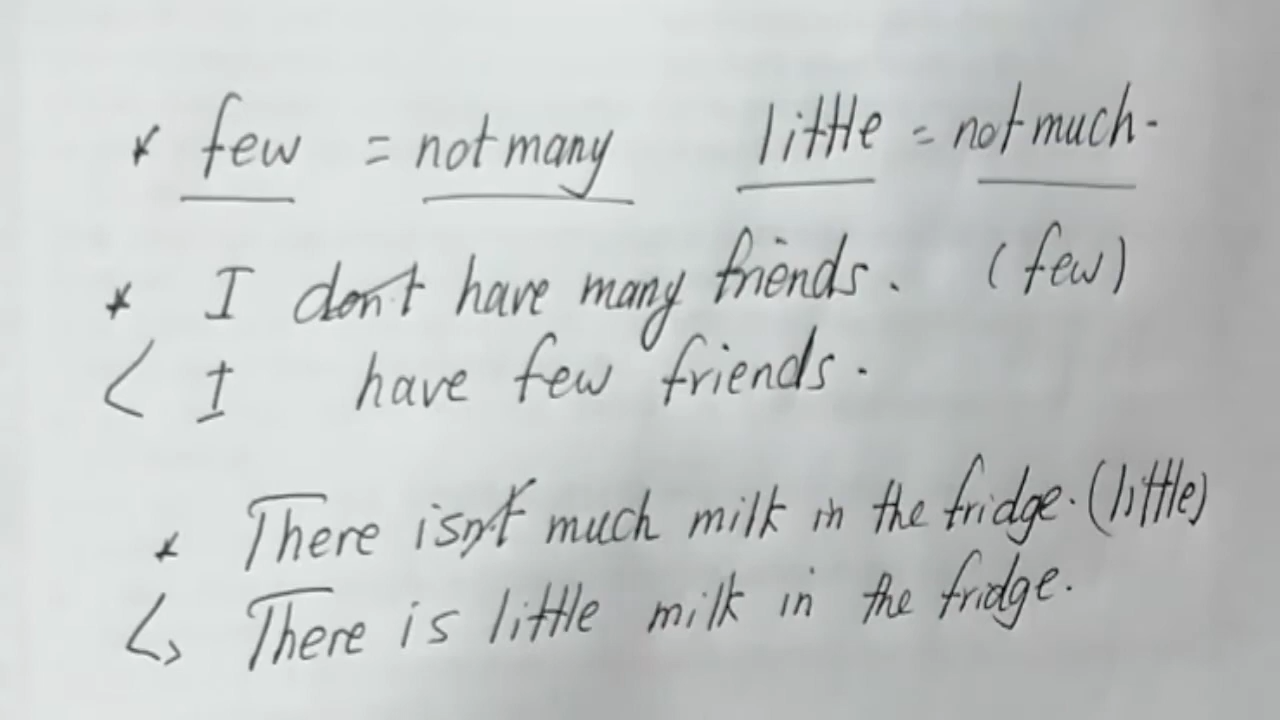 * few = not many little = not much.
* I don't have many friends. (few)
I have few friends.
* There isn't much milk in the fridge. (little)
There is little milk in the fridge.